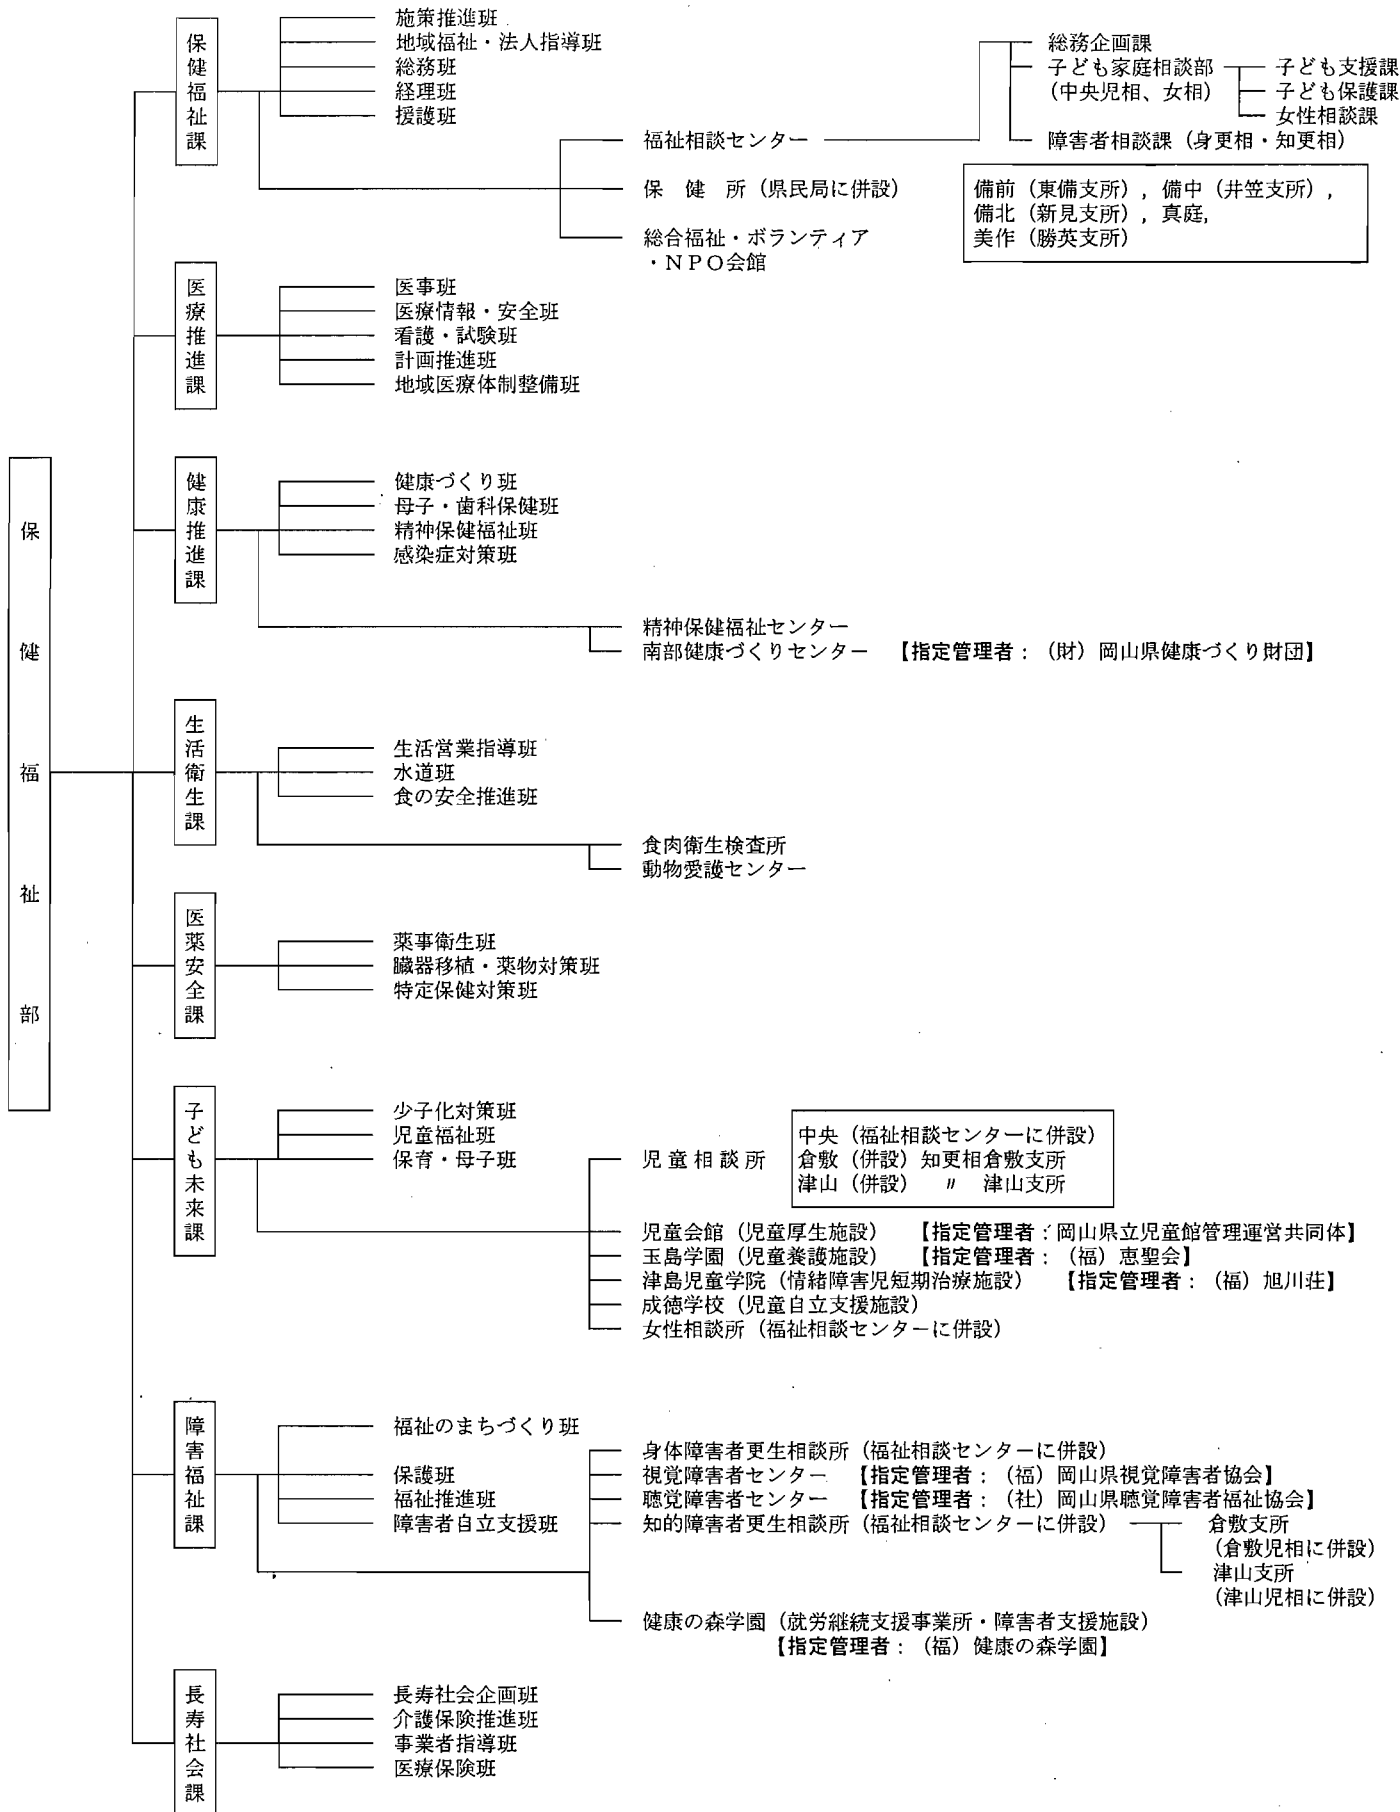 保健福祉部
保健福祉課
施策推進班
地域福祉・法人指導班
総務班
経理班
援護班
福祉相談センター
総務企画課
子ども家庭相談部
(中央児相、女相)
子ども支援課
子ども保護課
女性相談課
障害者相談課（身更相・知更相）
保　健　所（県民局に併設）
備前（東備支所）, 備中（井笠支所）,
備北（新見支所）, 真庭,
美作（勝英支所）
総合福祉・ボランティア
・ＮＰＯ会館
医療推進課
医事班
医療情報・安全班
看護・試験班
計画推進班
地域医療体制整備班
健康推進課
健康づくり班
母子・歯科保健班
精神保健福祉班
感染症対策班
精神保健福祉センター
南部健康づくりセンター　【指定管理者：（財）岡山県健康づくり財団】
生活衛生課
生活営業指導班
水道班
食の安全推進班
食肉衛生検査所
動物愛護センター
医薬安全課
薬事衛生班
臓器移植・薬物対策班
特定保健対策班
子ども未来課
少子化対策班
児童福祉班
保育・母子班
児童相談所
中央（福祉相談センターに併設）
倉敷（併設）知更相倉敷支所
津山（併設）　〃　津山支所
児童会館（児童厚生施設）　【指定管理者：岡山県立児童館管理運営共同体】
玉島学園（児童養護施設）　【指定管理者：（福）恵聖会】
津島児童学院（情緒障害児短期治療施設）　【指定管理者：（福）旭川荘】
成徳学校（児童自立支援施設）
女性相談所（福祉相談センターに併設）
障害福祉課
福祉のまちづくり班
保護班
福祉推進班
障害者自立支援班
身体障害者更生相談所（福祉相談センターに併設）
視覚障害者センター　【指定管理者：（福）岡山県視覚障害者協会】
聴覚障害者センター　【指定管理者：（社）岡山県聴覚障害者福祉協会】
知的障害者更生相談所（福祉相談センターに併設）
倉敷支所
（倉敷児相に併設）
津山支所
（津山児相に併設）
健康の森学園（就労継続支援事業所・障害者支援施設）
【指定管理者：（福）健康の森学園】
長寿社会課
長寿社会企画班
介護保険推進班
事業者指導班
医療保険班